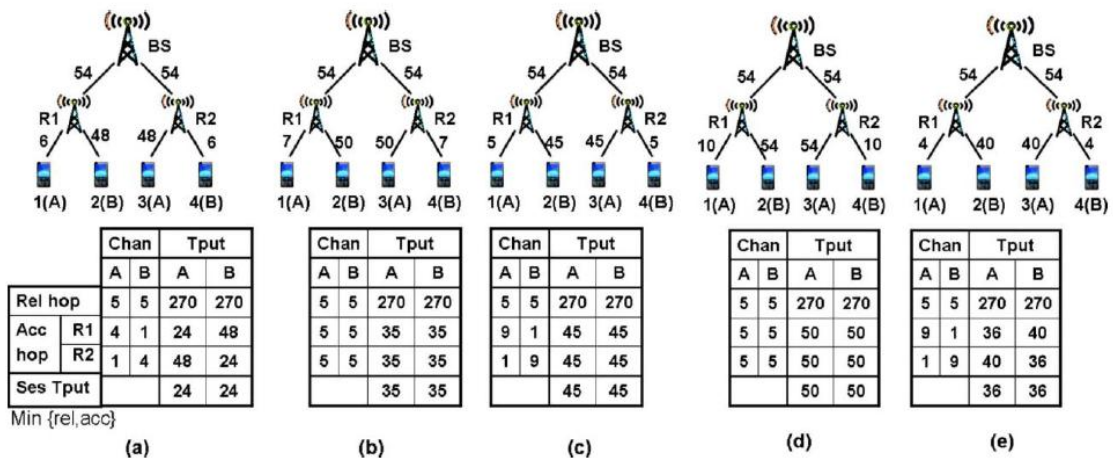 BS BS BS BS BS
54 54 54 54 54 54 54 54 54 54
R1 R2 R1 R2 R1 R2 R1 R2 R1 R2
6 48 48 6 7 50 50 7 5 45 45 5 10 54 54 10 4 40 40 4
1(A) 2(B) 3(A) 4(B) 1(A) 2(B) 3(A) 4(B) 1(A) 2(B) 3(A) 4(B) 1(A) 2(B) 3(A) 4(B) 1(A) 2(B) 3(A) 4(B)
Chan Tput Chan Tput Chan Tput Chan Tput Chan Tput
A B A B A B A B A B A B A B A B A B A B
Rel hop 5 5 270 270 5 5 270 270 5 5 270 270 5 5 270 270 5 5 270 270
Acc R1 4 1 24 48 5 5 35 35 9 1 45 45 5 5 50 50 9 1 36 40
hop R2 1 4 48 24 5 5 35 35 1 9 45 45 5 5 50 50 1 9 40 36
Ses Tput 24 24 35 35 45 45 50 50 36 36
Min {rel,acc}
(a) (b) (c) (d) (e)